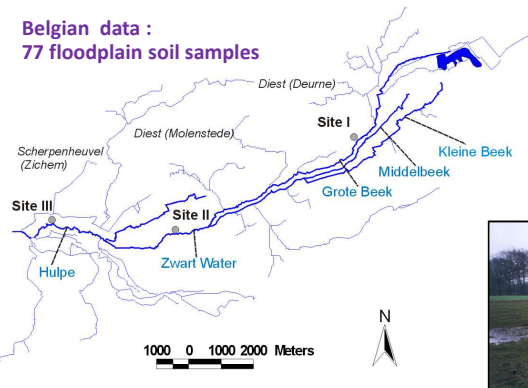 Belgian data :
77 floodplain soil samples
Diest (Deurne)
Site I
Diest (Molenstede)
Kleine Beek
Scherpenheuvel
(Zichem)
Middelbeek
Grote Beek
Site III
Site II
Zwart Water
Hulpe
N
1000 0 1000 2000 Meters